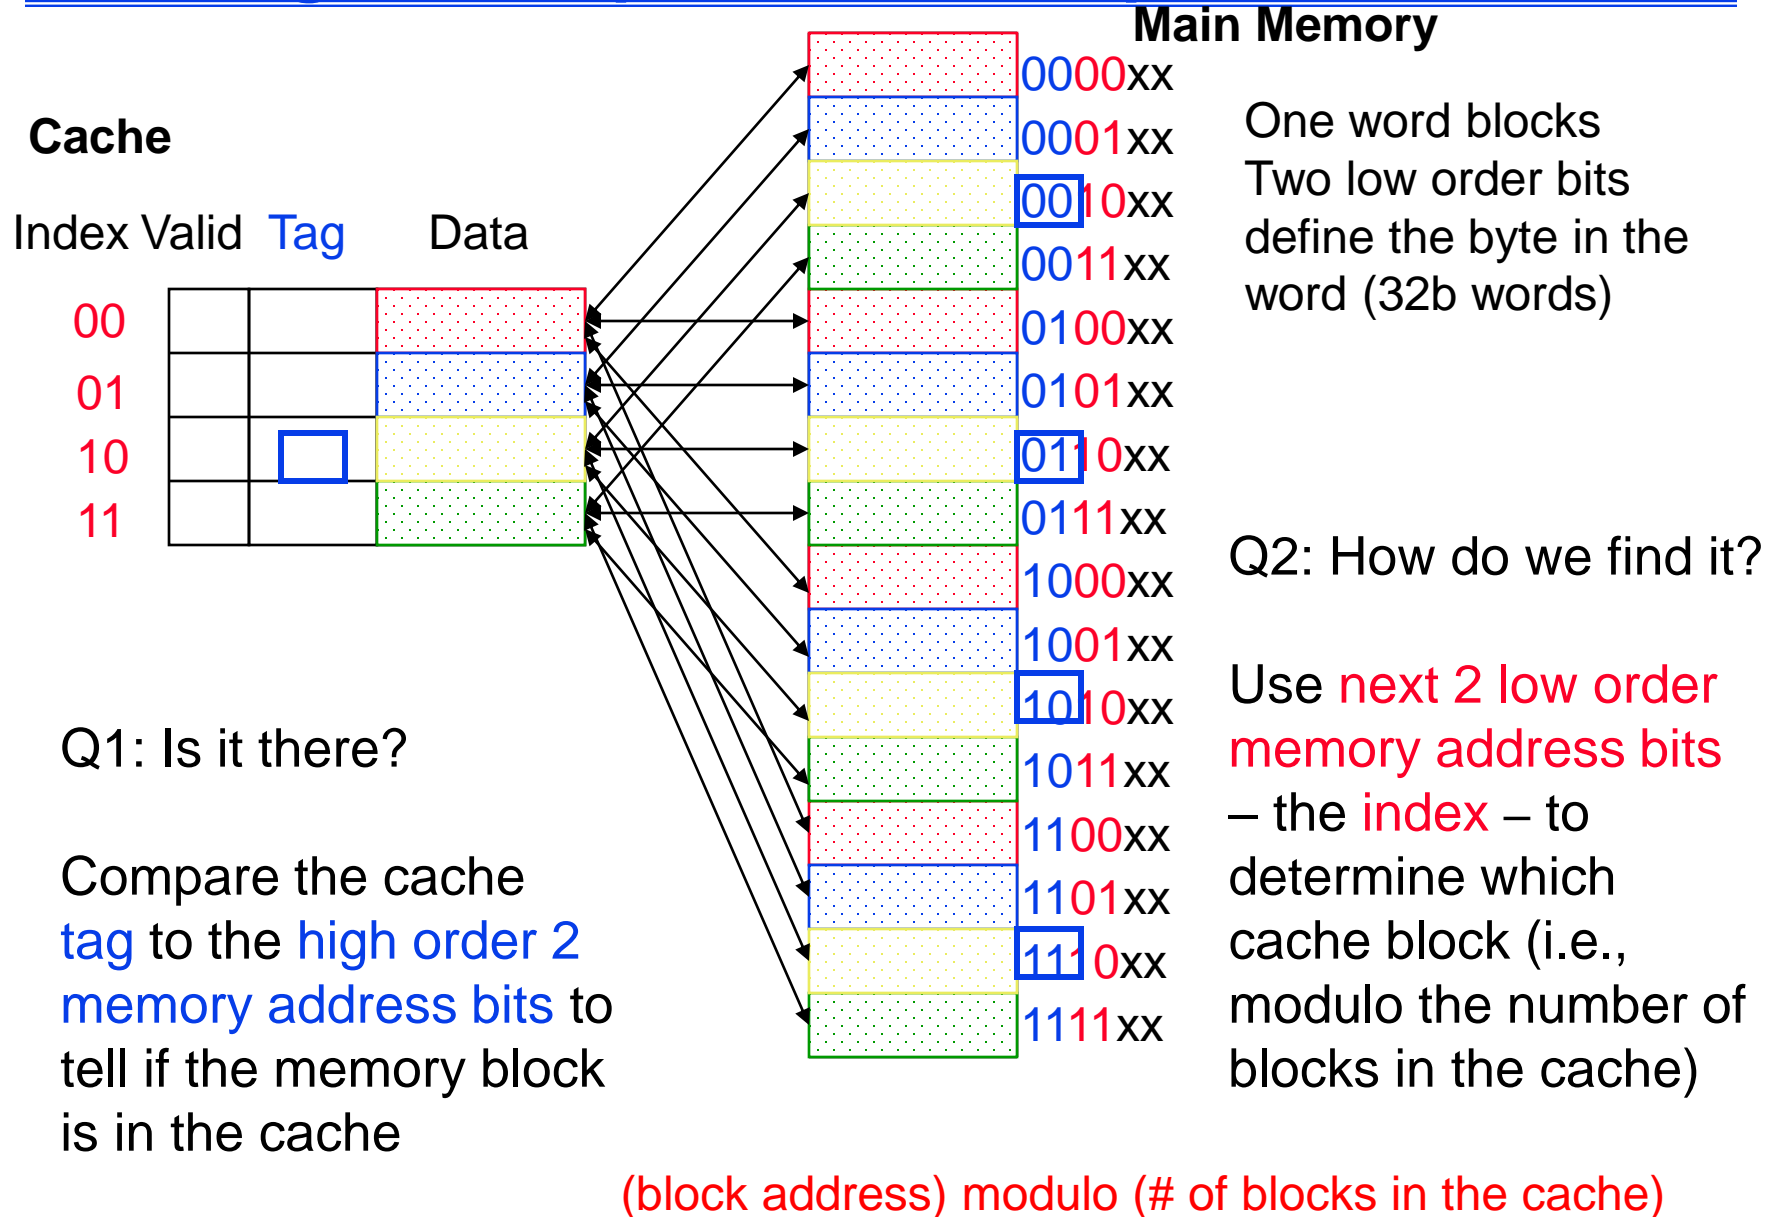 Main Memory
Cache
Index Valid Tag Data
00
01
10
11
0000xx
0001xx
0010xx
0011xx
0100xx
0101xx
0110xx
0111xx
1000xx
1001xx
1010xx
1011xx
1100xx
1101xx
1110xx
1111xx
One word blocks
Two low order bits
define the byte in the
word (32b words)
Q2: How do we find it?
Use next 2 low order
memory address bits
– the index – to
determine which
cache block (i.e.,
modulo the number of
blocks in the cache)
Q1: Is it there?
Compare the cache
tag to the high order 2
memory address bits to
tell if the memory block
is in the cache
(block address) modulo (# of blocks in the cache)